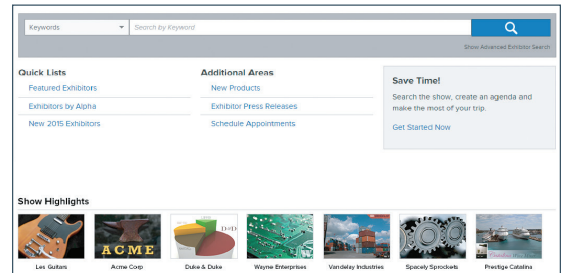 Keywords
Search by Keyword
Show Advanced Exhibitor Search
Quick Lists
Featured Exhibitors
Exhibitors by Alpha
New 2015 Exhibitors
Additional Areas
New Products
Exhibitor Press Releases
Schedule Appointments
Save Time!
Search the show, create an agenda and
make the most of your trip.
Get Started Now
Show Highlights
ACME
D&D
Les Guitars
Acme Corp
Duke & Duke
Wayne Enterprises
Vandelay Industries
Spacely Sprockets
Prestige Catalina